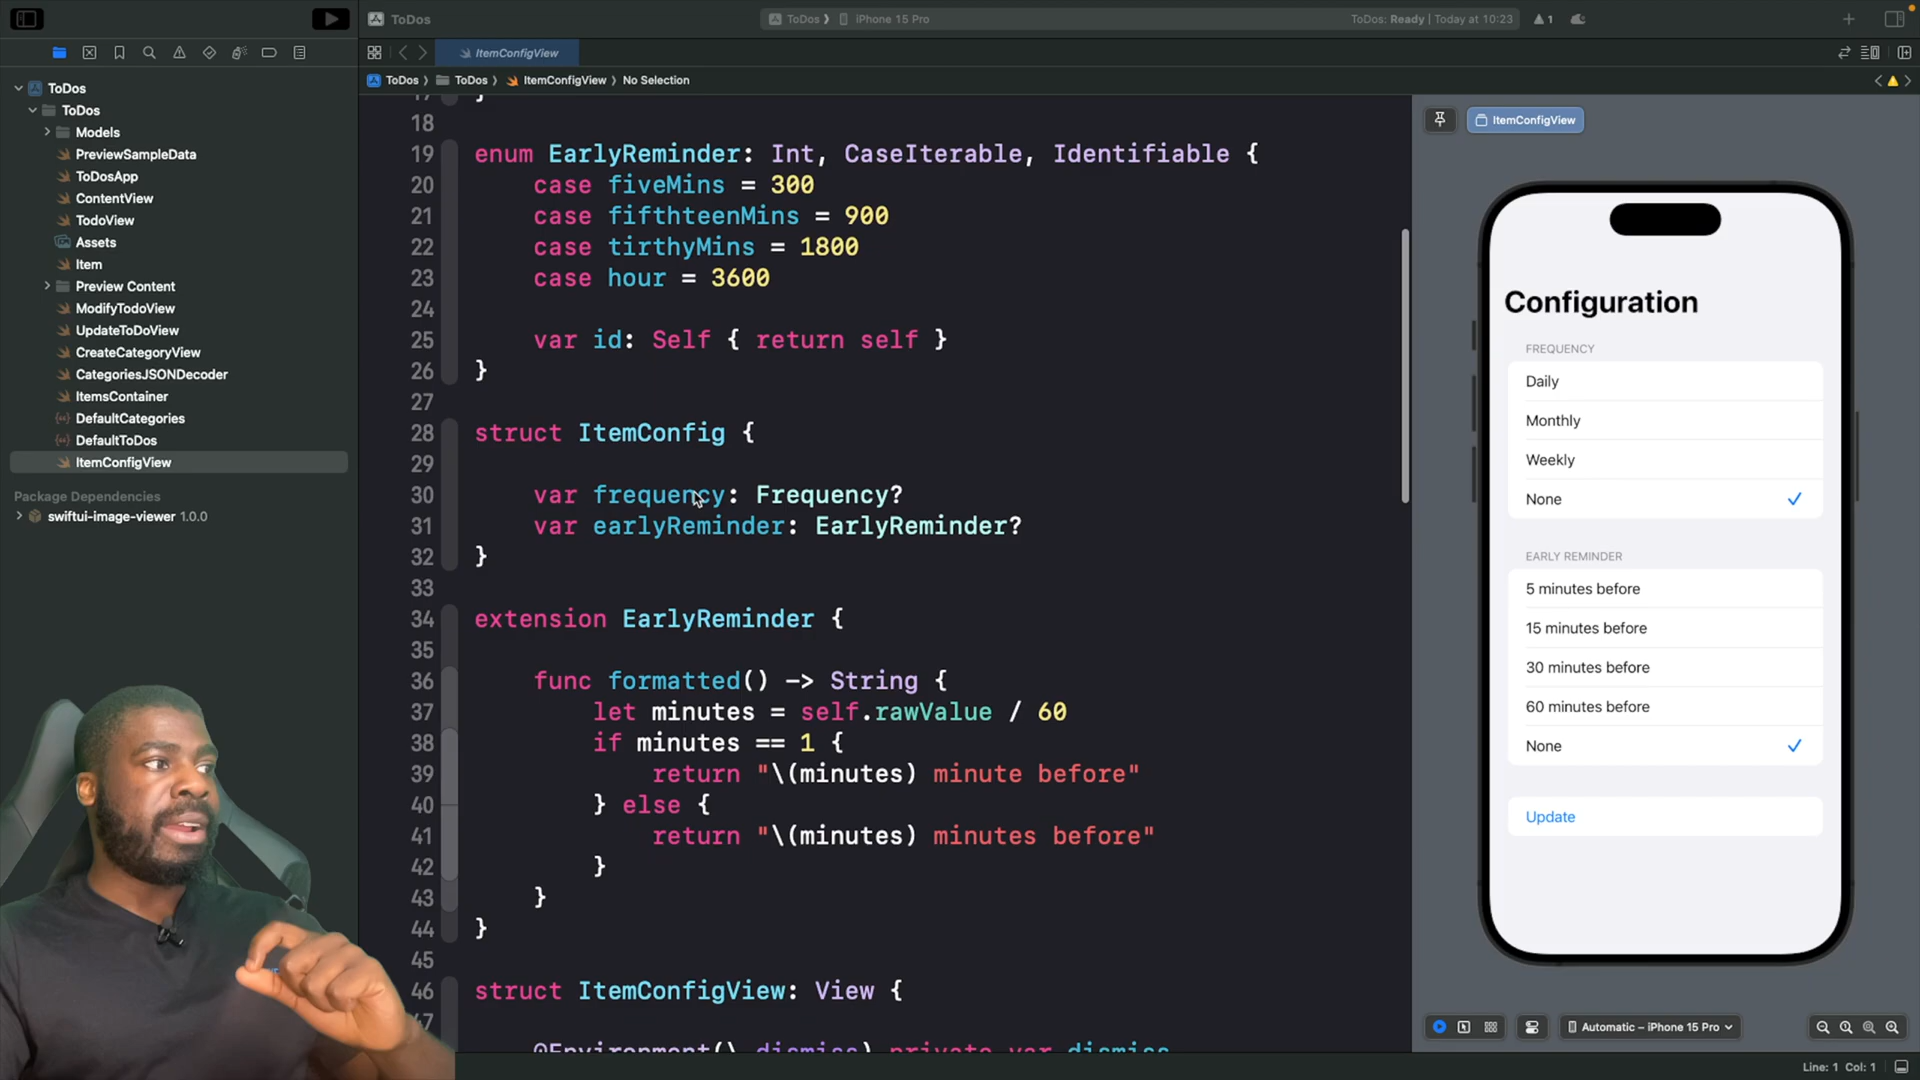 ToDos
ToDos
iPhone 15 Pro
ToDos: Ready | Today at 10:23
1
ItemConfigView
ToDos
ToDos
ItemConfigView
No Selection
ToDos
ToDos
Models
PreviewSampleData
ToDosApp
ContentView
TodoView
Assets
Item
Preview Content
ModifyTodoView
UpdateToDoView
CreateCategoryView
CategoriesJSONDecoder
ItemsContainer
DefaultCategories
DefaultToDos
ItemConfigView
Package Dependencies
swiftui-image-viewer 1.0.0
17 }
18
19 enum EarlyReminder: Int, CaseIterable, Identifiable {
20 case fiveMins = 300
21 case fifthteenMins = 900
22 case tirthyMins = 1800
23 case hour = 3600
24
25 var id: Self { return self }
26 }
27
28 struct ItemConfig {
29
30 var frequency: Frequency?
31 var earlyReminder: EarlyReminder?
32 }
33
34 extension EarlyReminder {
35
36 func formatted() -> String {
37 let minutes = self.rawValue / 60
38 if minutes == 1 {
39 return "\(minutes) minute before"
40 } else {
41 return "\(minutes) minutes before"
42 }
43 }
44 }
45
46 struct ItemConfigView: View {
47
@Environment(\.dismiss) private var dismiss
ItemConfigView
Configuration
FREQUENCY
Daily
Monthly
Weekly
None
EARLY REMINDER
5 minutes before
15 minutes before
30 minutes before
60 minutes before
None
Update
Automatic – iPhone 15 Pro
Line: 1 Col: 1